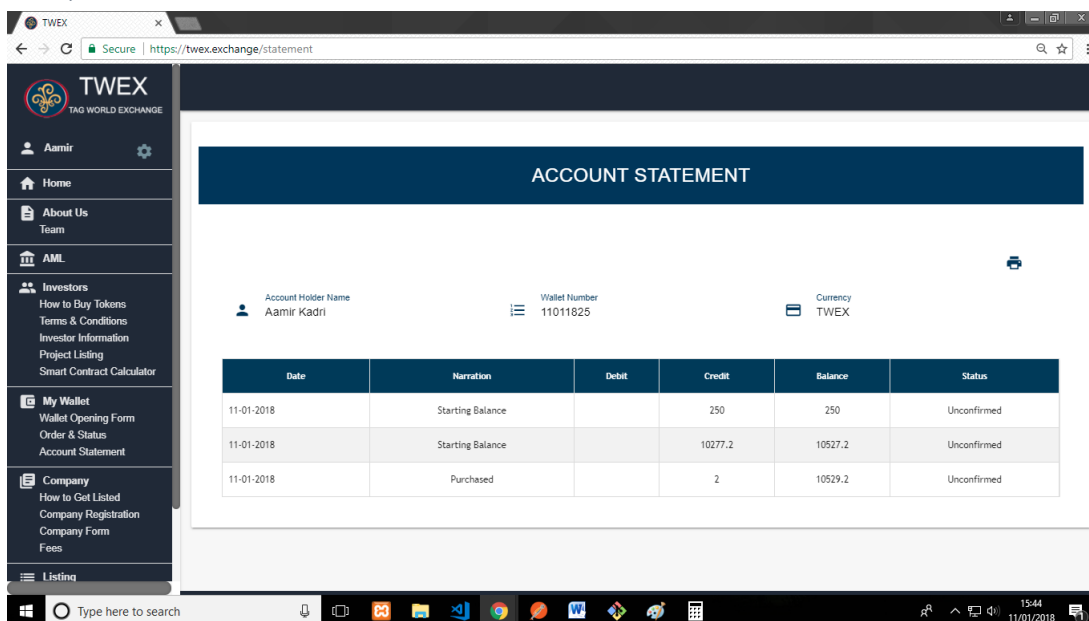 TWEX
Secure | https://twex.exchange/statement
TWEX
TAG WORLD EXCHANGE
Aamir
Home
About Us
Team
AML
Investors
How to Buy Tokens
Terms & Conditions
Investor Information
Project Listing
Smart Contract Calculator
My Wallet
Wallet Opening Form
Order & Status
Account Statement
Company
How to Get Listed
Company Registration
Company Form
Fees
Listing
ACCOUNT STATEMENT
Account Holder Name
Aamir Kadri
Wallet Number
11011825
Currency
TWEX
Date Narration Debit Credit Balance Status
11-01-2018 Starting Balance 250 250 Unconfirmed
11-01-2018 Starting Balance 10277.2 10527.2 Unconfirmed
11-01-2018 Purchased 2 10529.2 Unconfirmed
Type here to search
15:44
11/01/2018